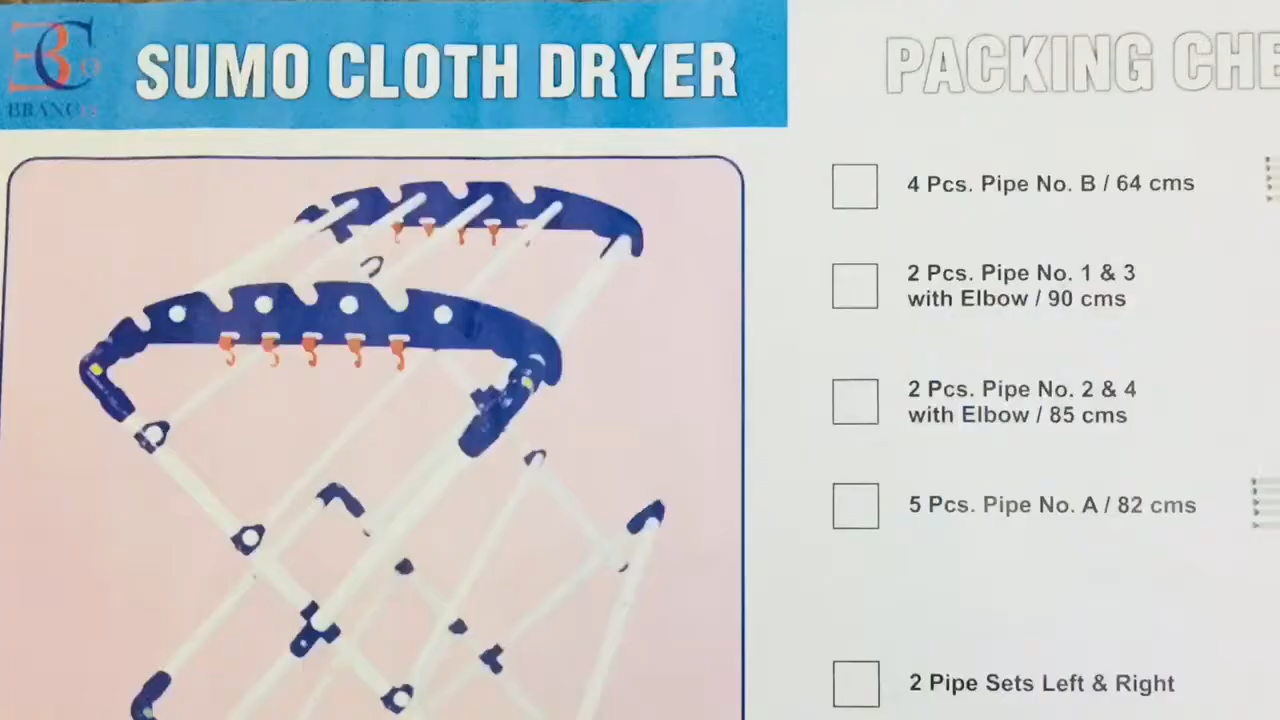 BRANCO
SUMO CLOTH DRYER
PACKING CHE
4 Pcs. Pipe No. B / 64 cms
2 Pcs. Pipe No. 1 & 3
with Elbow / 90 cms
2 Pcs. Pipe No. 2 & 4
with Elbow / 85 cms
5 Pcs. Pipe No. A / 82 cms
2 Pipe Sets Left & Right